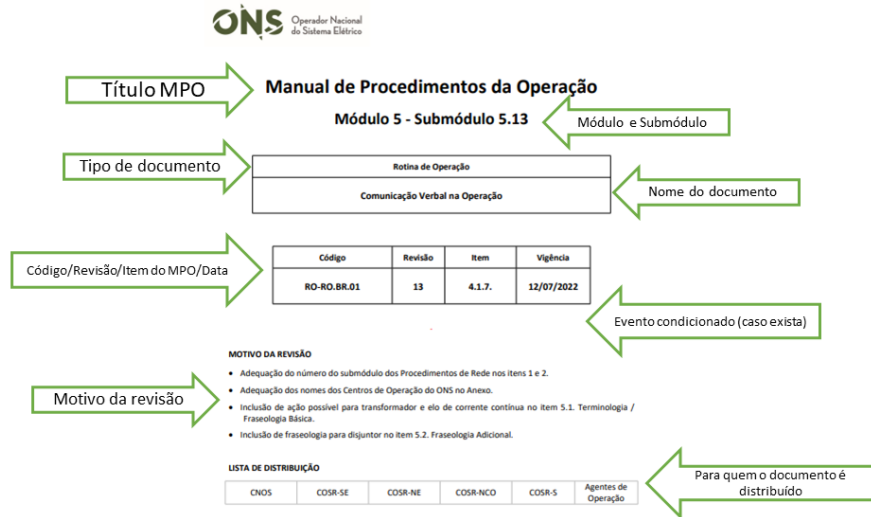 ONS Operador Nacional
do Sistema Elétrico
Título MPO
Manual de Procedimentos da Operação
Módulo 5 - Submódulo 5.13
Módulo e Submódulo
Tipo de documento
Rotina de Operação
Comunicação Verbal na Operação
Nome do documento
Código/Revisão/Item do MPO/Data
Código Revisão Item Vigência
RO-RO.BR.01 13 4.1.7. 12/07/2022
Evento condicionado (caso exista)
MOTIVO DA REVISÃO
• Adequação do número do submódulo dos Procedimentos de Rede nos itens 1 e 2.
• Adequação dos nomes dos Centros de Operação do ONS no Anexo.
Motivo da revisão
• Inclusão de ação possível para transformador e elo de corrente contínua no item 5.1. Terminologia /
Fraseologia Básica.
• Inclusão de fraseologia para disjuntor no item 5.2. Fraseologia Adicional.
LISTA DE DISTRIBUIÇÃO
CNOS COSR-SE COSR-NE COSR-NCO COSR-S Agentes de
Operação
Para quem o documento é
distribuído